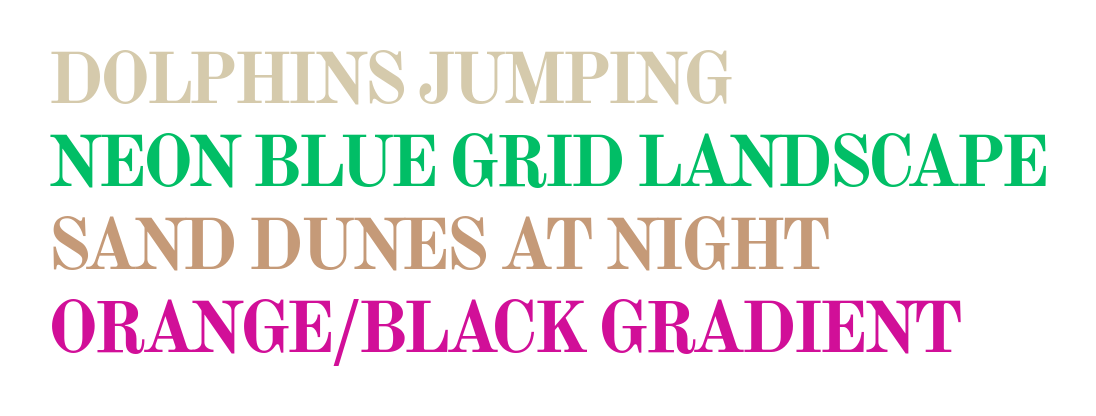 DOLPHINS JUMPING
NEON BLUE GRID LANDSCAPE
SAND DUNES AT NIGHT
ORANGE/BLACK GRADIENT